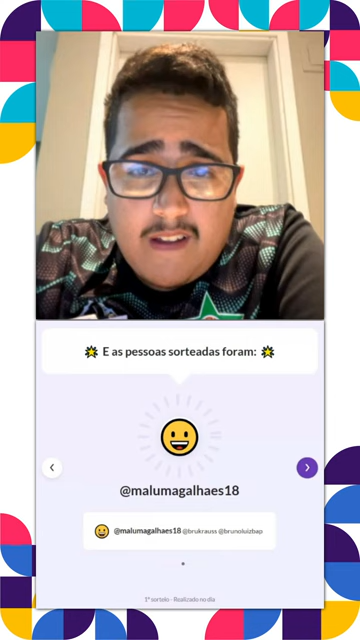 E as pessoas sorteadas foram:
@malumagalhaes18
@malumagalhaes18 @brukrauss @brunoluizbap
1º sorteio - Realizado no dia